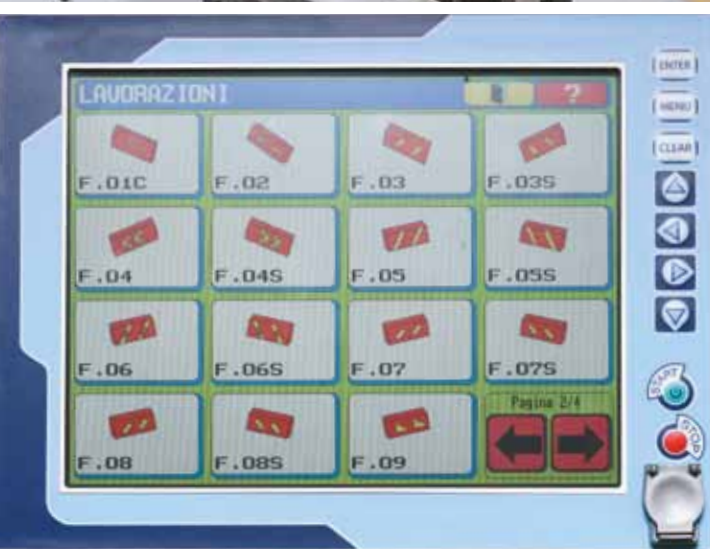 LAVORAZIONI
?
F.01C
F.02
F.03
F.03S
F.04
F.04S
F.05
F.05S
F.06
F.06S
F.07
F.07S
F.08
F.08S
F.09
Pagina 2/4
ENTER
MENU
CLEAR
START
STOP